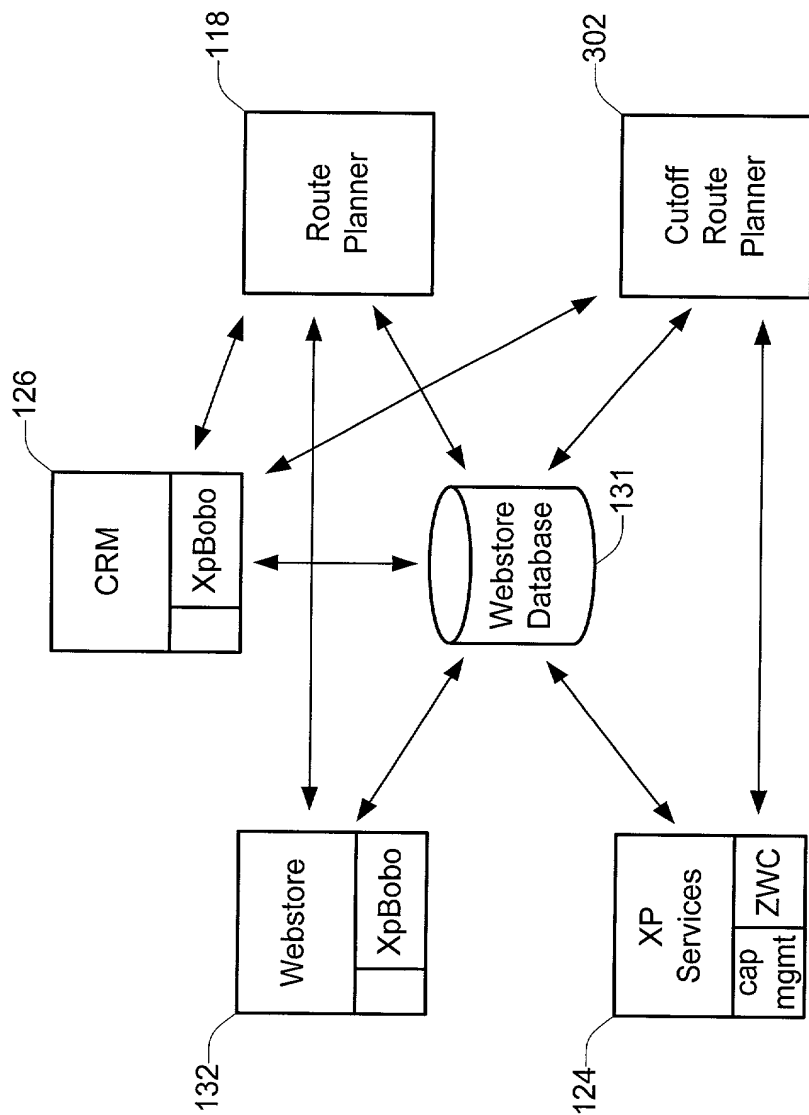 126
CRM
XpBobo
132
Webstore
XpBobo
118
Route
Planner
Webstore
Database
131
124
XP
Services
cap
mgmt
ZWC
302
Cutoff
Route
Planner